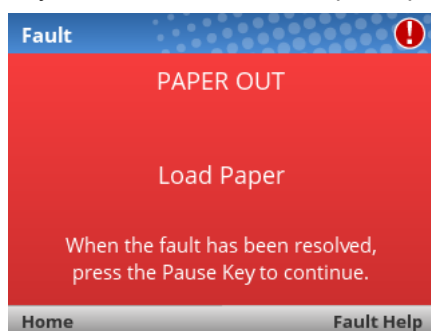 Fault
PAPER OUT
Load Paper
When the fault has been resolved,
press the Pause Key to continue.
Home Fault Help